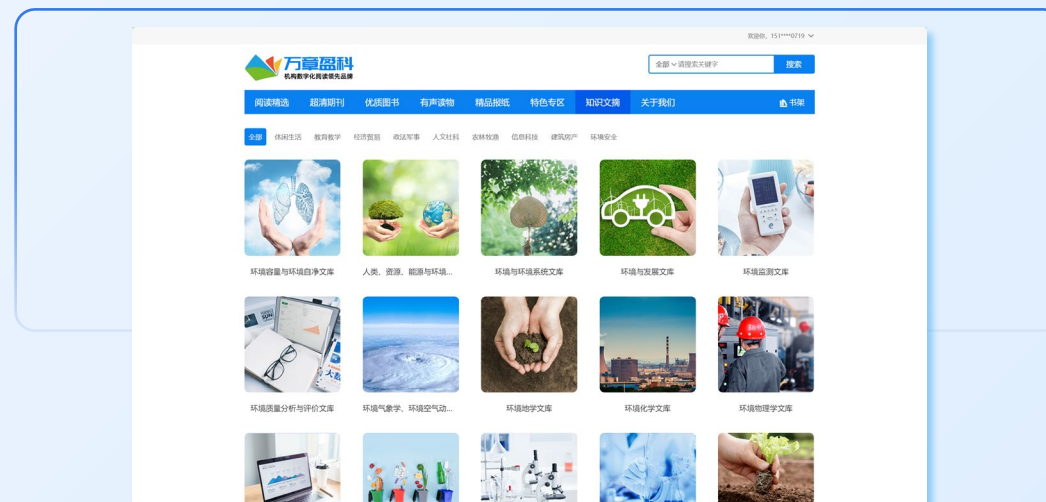 欢迎你，151****0719
万章盈科
机构数字化阅读领先品牌
全部 请搜索关键字 搜索
阅读精选 超清期刊 优质图书 有声读物 精品报纸 特色专区 知识文摘 关于我们 书架
全部 休闲生活 教育教学 经济贸易 政法军事 人文社科 农林牧渔 信息科技 建筑房产 环境安全
环境容量与环境自净文库 人类、资源、能源与环境... 环境与环境系统文库 环境与发展文库 环境监测文库
环境质量分析与评价文库 环境气象学、环境空气动... 环境地学文库 环境化学文库 环境物理学文库